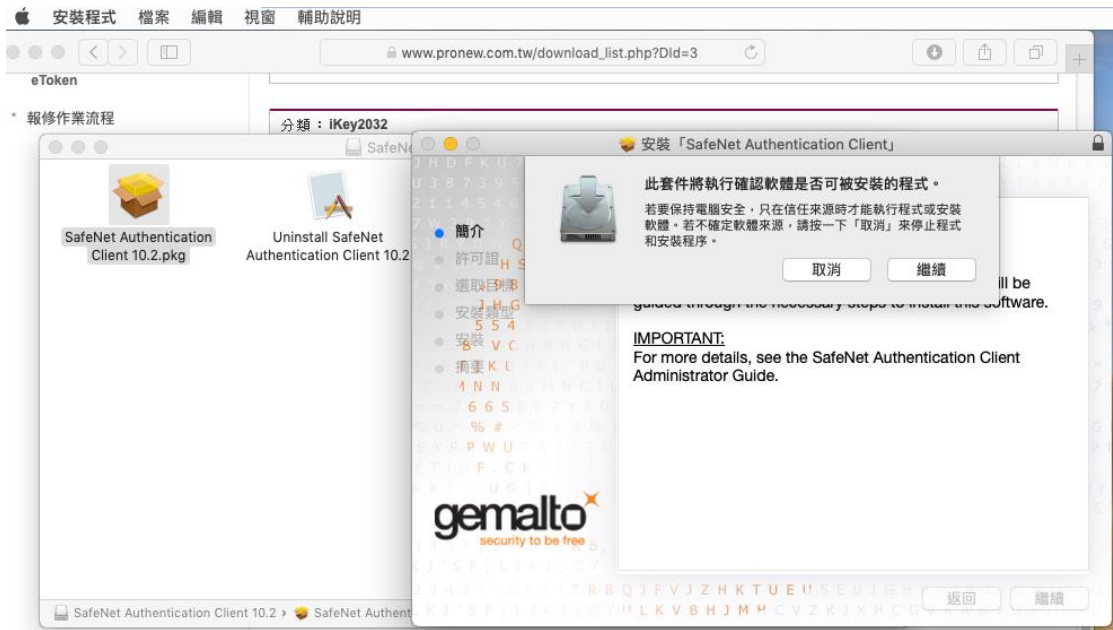 安裝程式 檔案 編輯 視窗 輔助說明
www.pronew.com.tw/download_list.php?DId=3
eToken
報修作業流程
分類：iKey2032
SafeNet Authentication
Client 10.2.pkg
Uninstall SafeNet
Authentication Client 10.2
SafeNet Authentication Client 10.2 › SafeNet Authent
安裝「SafeNet Authentication Client」
此套件將執行確認軟體是否可被安裝的程式。
若要保持電腦安全，只在信任來源時才能執行程式或安裝
軟體。若不確定軟體來源，請按一下「取消」來停止程式
和安裝程序。
取消 繼續
簡介
許可證
選取目標
安裝類型
安裝
摘要
ill be
guided through the necessary steps to install this software.
IMPORTANT:
For more details, see the SafeNet Authentication Client
Administrator Guide.
gemalto
security to be free
返回 繼續